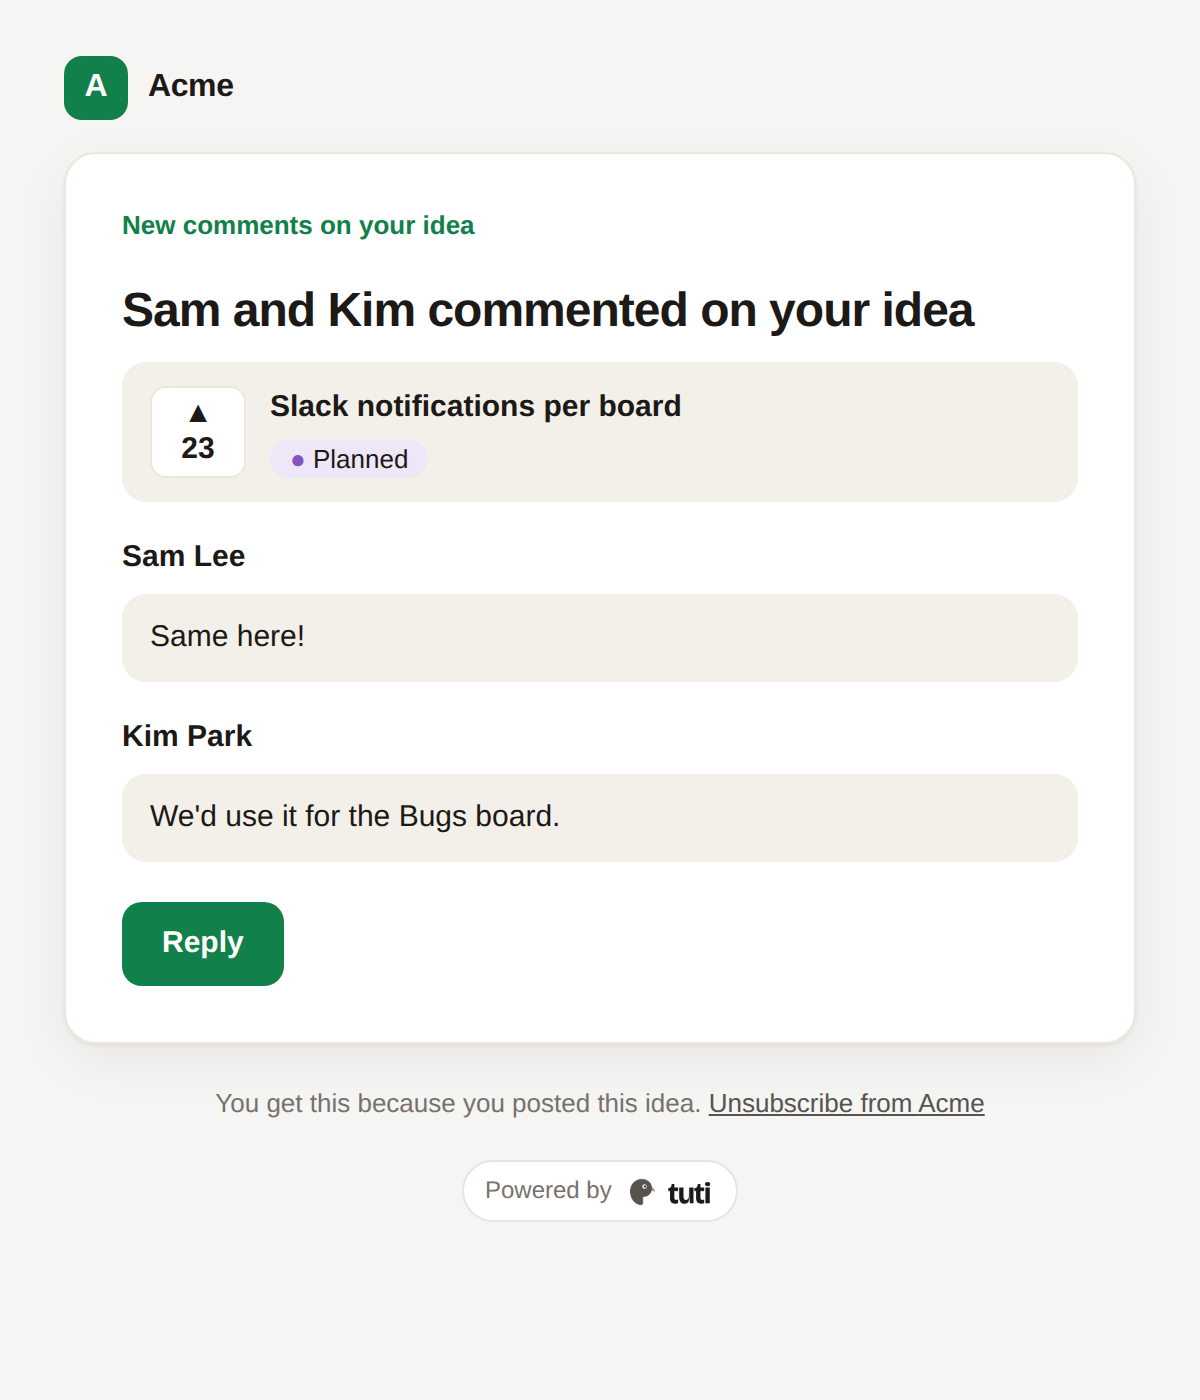 A
Acme
New comments on your idea
Sam and Kim commented on your idea
▲
23
Slack notifications per board
Planned
Sam Lee
Same here!
Kim Park
We'd use it for the Bugs board.
Reply
You get this because you posted this idea. Unsubscribe from Acme
Powered by tuti